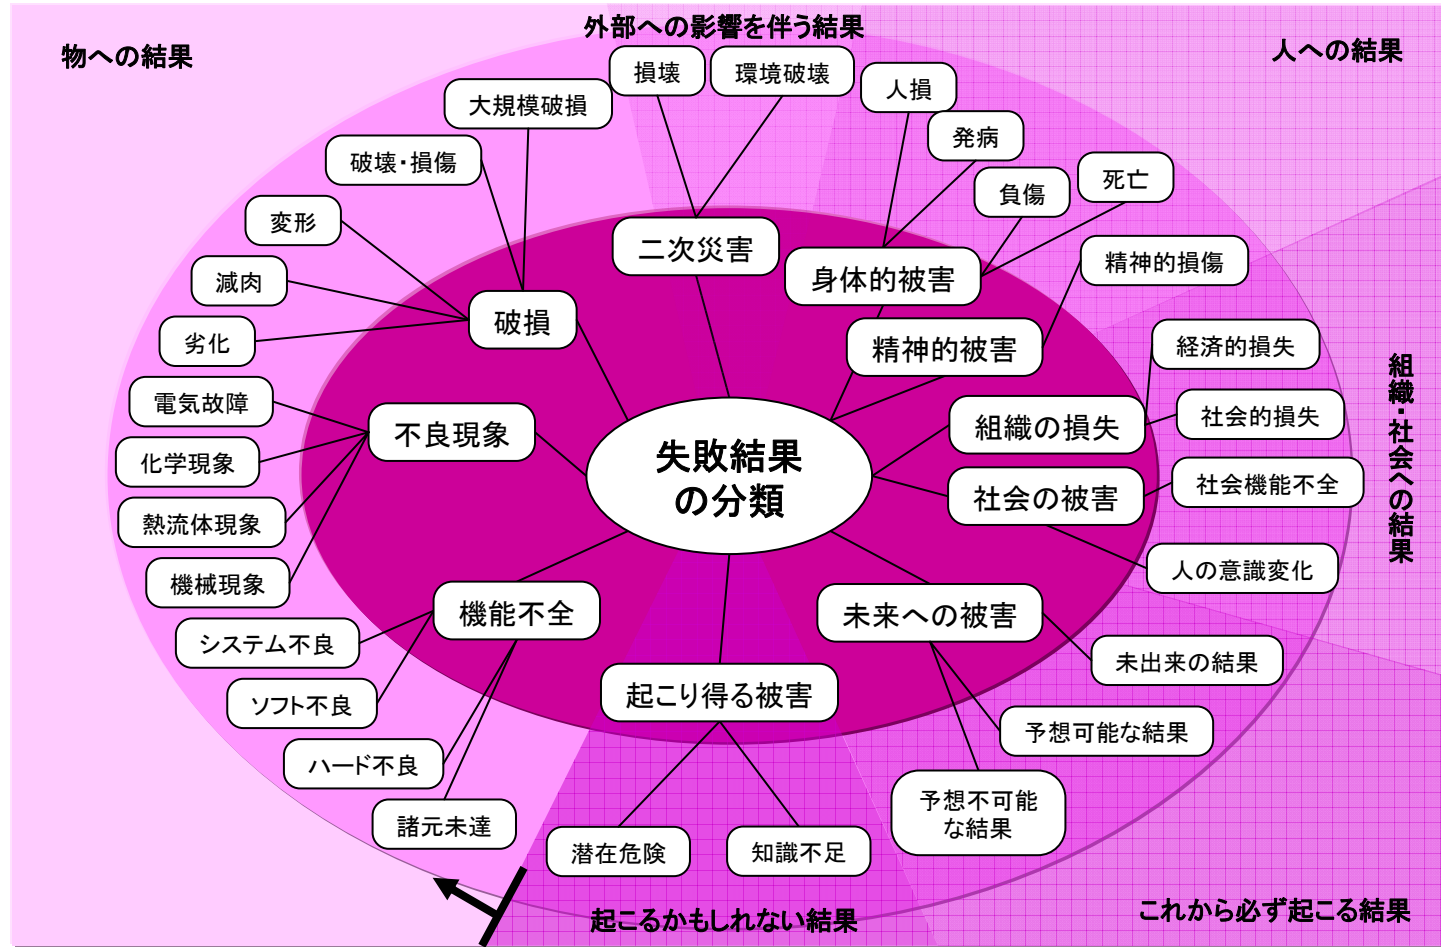 外部への影響を伴う結果
物への結果
人への結果
損壊
環境破壊
人損
大規模破損
発病
破壊・損傷
負傷
死亡
変形
二次災害
身体的被害
精神的損傷
減肉
破損
精神的被害
劣化
経済的損失
電気故障
不良現象
組織の損失
社会的損失
化学現象
失敗結果
の分類
社会の被害
社会機能不全
組織・社会への結果
熱流体現象
機械現象
人の意識変化
機能不全
未来への被害
システム不良
未出来の結果
ソフト不良
起こり得る被害
予想可能な結果
ハード不良
予想不可能
な結果
諸元未達
潜在危険
知識不足
起こるかもしれない結果
これから必ず起こる結果